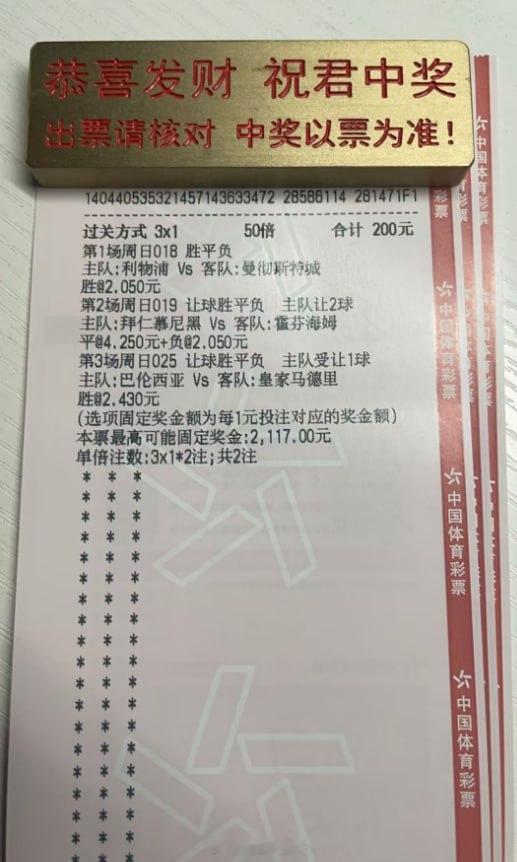 恭喜发财 祝君中奖
出票请核对 中奖以票为准!
140440535321457143633472 28586114 281471F1
过关方式 3x1 50倍 合计 200元
第1场周日018 胜平负
主队:利物浦 Vs 客队:曼彻斯特城
胜@2.050元
第2场周日019 让球胜平负 主队让2球
主队:拜仁慕尼黑 Vs 客队:霍芬海姆
平@4.250元+负@2.050元
第3场周日025 让球胜平负 主队受让1球
主队:巴伦西亚 Vs 客队:皇家马德里
胜@2.430元
(选项固定奖金额为每1元投注对应的奖金额)
本票最高可能固定奖金:2,117.00元
单倍注数:3x1*2注;共2注
中国体育彩票
中国体育彩票
中国体育彩票
中国体育彩票